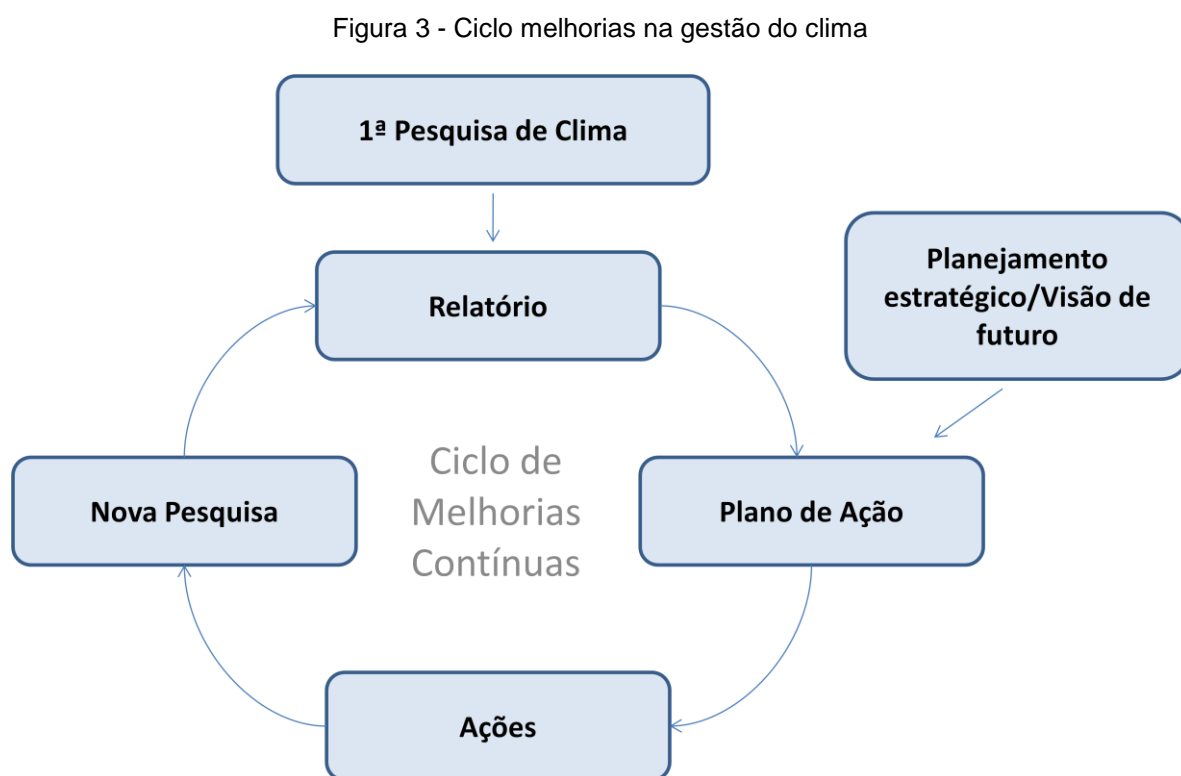 Figura 3 - Ciclo melhorias na gestão do clima
1ª Pesquisa de Clima
Planejamento
estratégico/Visão de
futuro
Relatório
Ciclo de
Melhorias
Contínuas
Nova Pesquisa
Plano de Ação
Ações